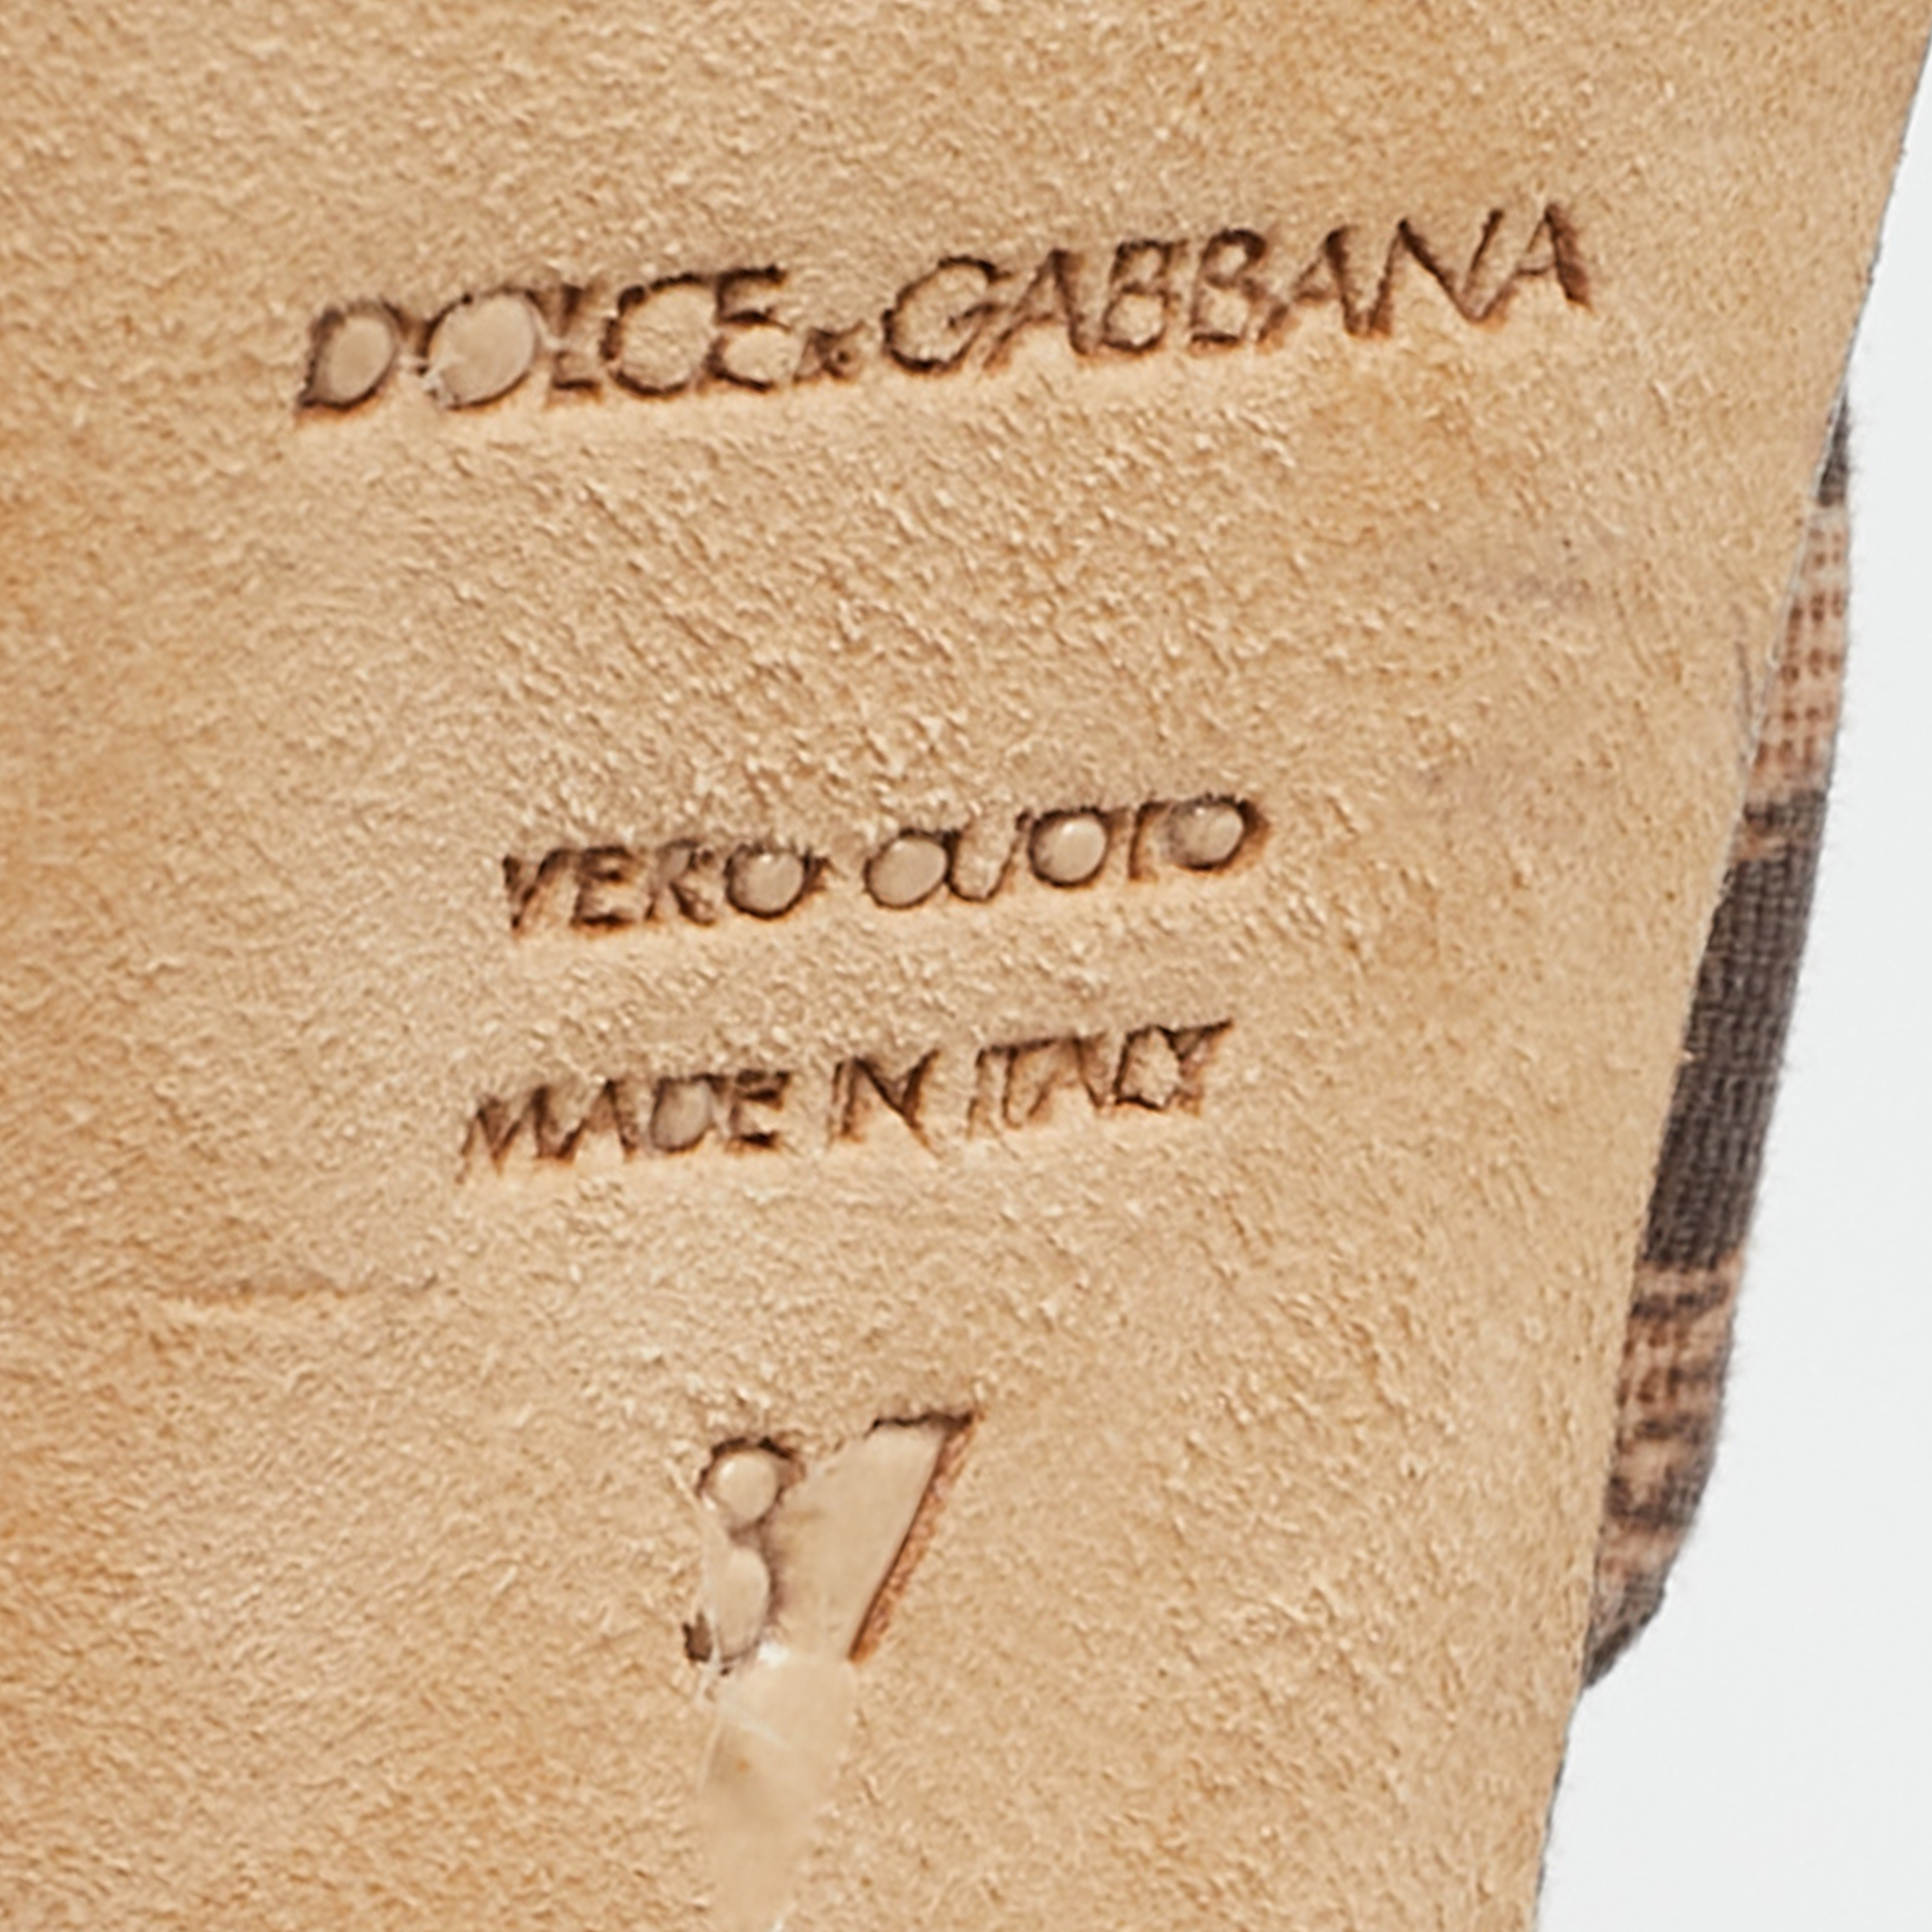 DOLCE & GABBANA
VERO CUOIO
MADE IN ITALY
37